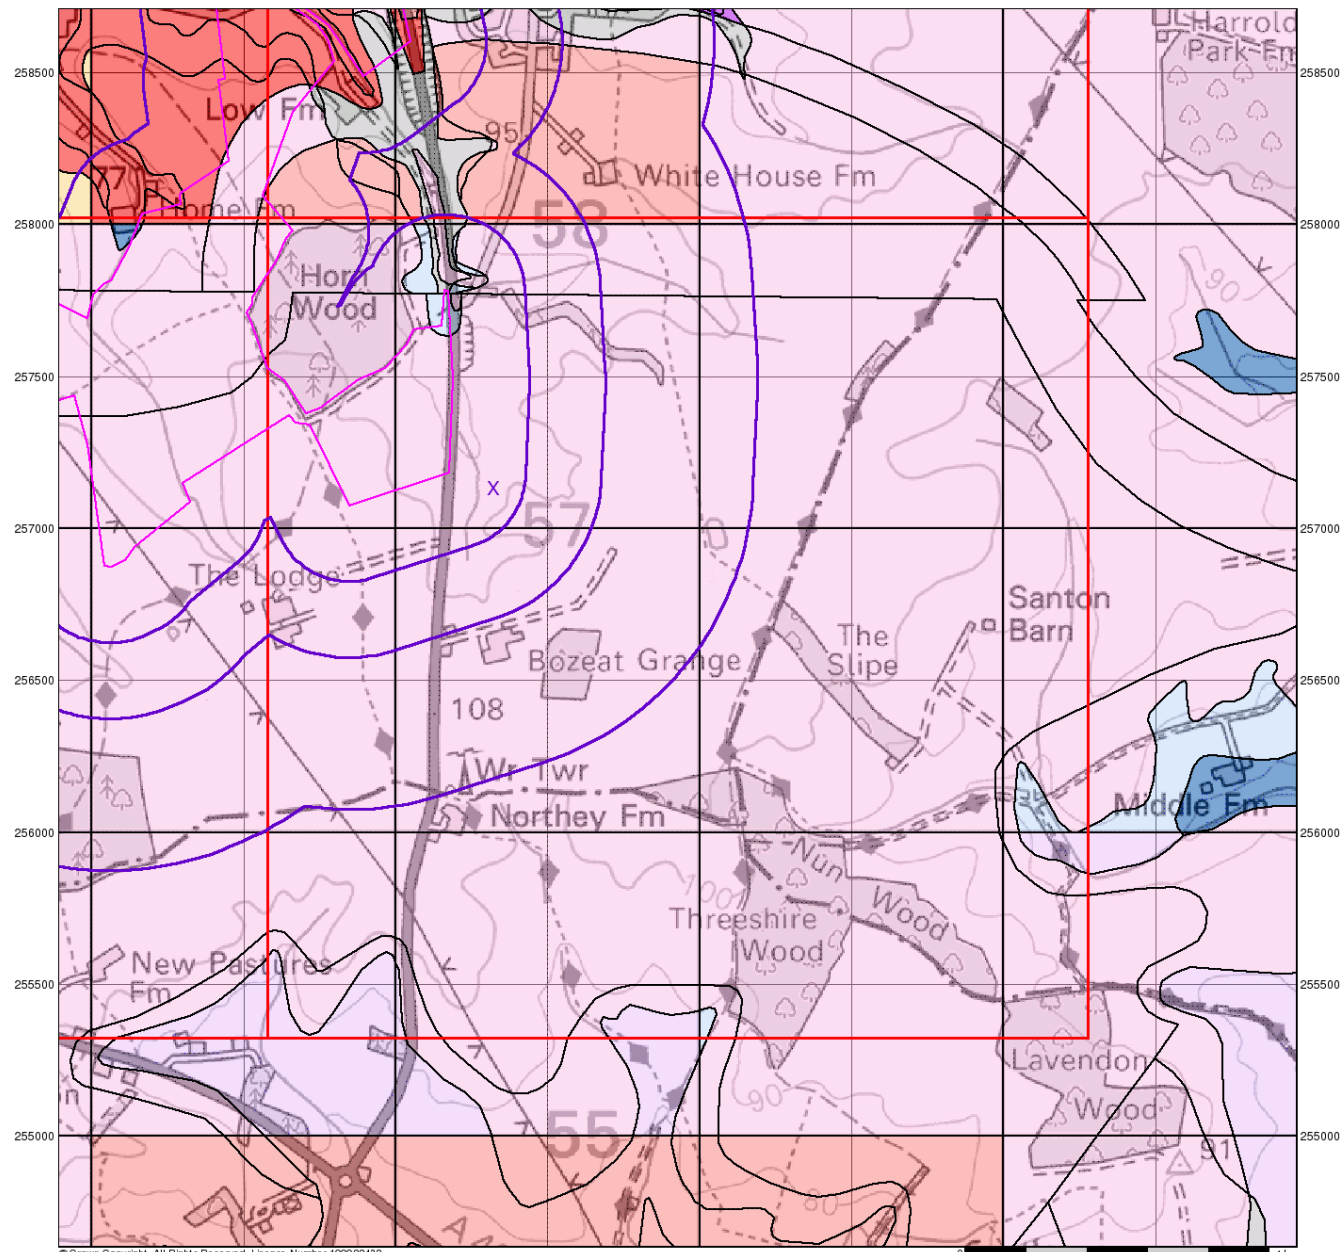 Harrold
Park Fm
258500
258500
Low Fm
95
White House Fm
77
Home Fm
258000
58
258000
90
Horn
Wood
257500
257500
X
257000
57
257000
The Lodge
Santon
Barn
The
Slipe
Bozeat Grange
256500
256500
108
Wr Twr
Northey Fm
Middle Fm
256000
256000
Nun
Wood
100
Threeshire
Wood
New Pastures
Fm
255500
255500
Lavendon
Wood
90
255000
55
91
255000
80
A